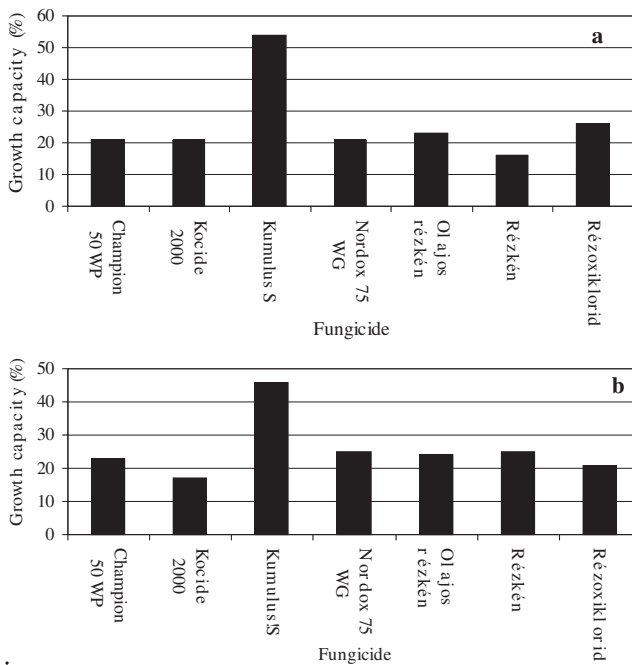 a
Growth capacity (%)
60
50
40
30
20
10
0
Champion
50 WP
Kocide
2000
Kumulus S
Nordox 75
WG
Olajos
rézkén
Rézkén
Rézoxiklorid
Fungicide
b
Growth capacity (%)
50
40
30
20
10
0
Champion
50 WP
Kocide
2000
Kumulus!S
Nordox 75
WG
Olajos
rézkén
Rézkén
Rézoxiklorid
Fungicide
.